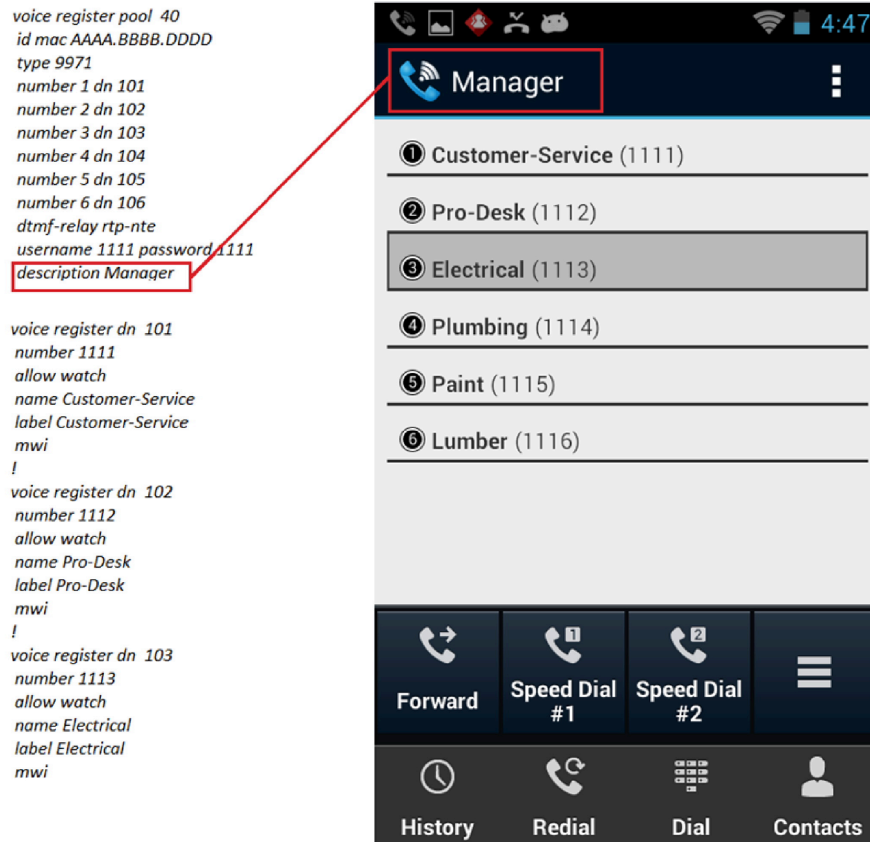 voice register pool 40
id mac AAAA.BBBB.DDDD
type 9971
number 1 dn 101
number 2 dn 102
number 3 dn 103
number 4 dn 104
number 5 dn 105
number 6 dn 106
dtmf-relay rtp-nte
username 1111 password 1111
description Manager
voice register dn 101
number 1111
allow watch
name Customer-Service
label Customer-Service
mwi
!
voice register dn 102
number 1112
allow watch
name Pro-Desk
label Pro-Desk
mwi
!
voice register dn 103
number 1113
allow watch
name Electrical
label Electrical
mwi
4:47
Manager
1 Customer-Service (1111)
2 Pro-Desk (1112)
3 Electrical (1113)
4 Plumbing (1114)
5 Paint (1115)
6 Lumber (1116)
Forward
1
Speed Dial
#1
2
Speed Dial
#2
History
Redial
Dial
Contacts